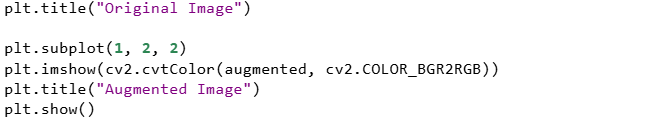 plt.title("Original Image")
plt.subplot(1, 2, 2)
plt.imshow(cv2.cvtColor(augmented, cv2.COLOR_BGR2RGB))
plt.title("Augmented Image")
plt.show()